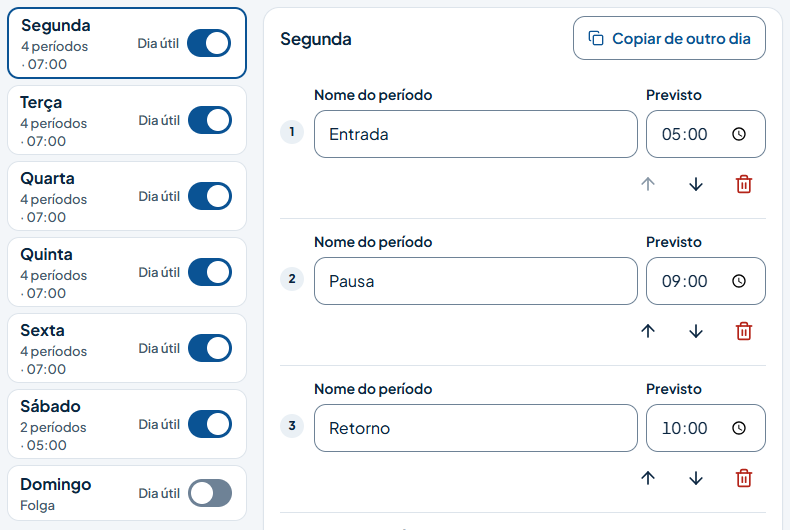 Segunda
4 períodos
· 07:00
Dia útil
Terça
4 períodos
· 07:00
Dia útil
Quarta
4 períodos
· 07:00
Dia útil
Quinta
4 períodos
· 07:00
Dia útil
Sexta
4 períodos
· 07:00
Dia útil
Sábado
2 períodos
· 05:00
Dia útil
Domingo
Folga
Dia útil
Segunda
Copiar de outro dia
Nome do período Previsto
1 Entrada 05:00
Nome do período Previsto
2 Pausa 09:00
Nome do período Previsto
3 Retorno 10:00